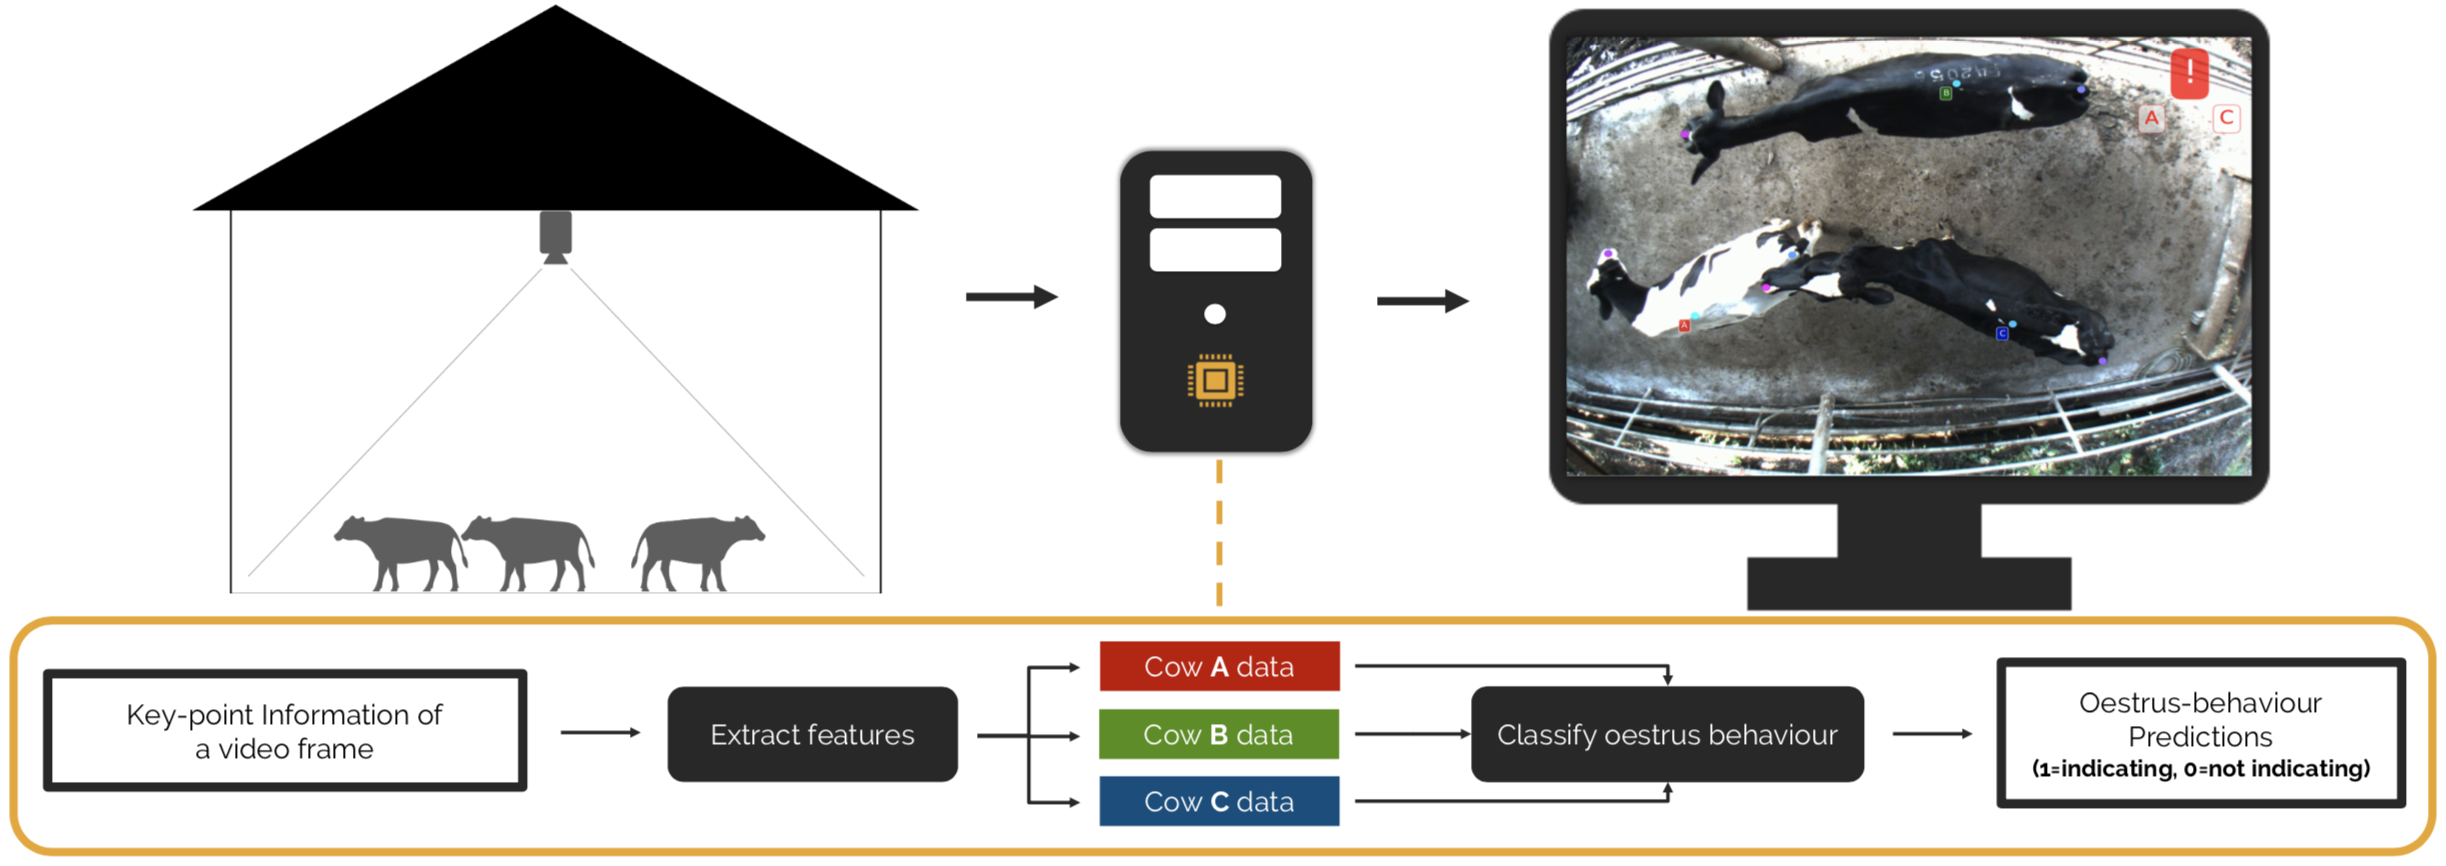 !
A C
B
A
C
Key-point Information of
a video frame
Extract features
Cow A data
Cow B data
Cow C data
Classify oestrus behaviour
Oestrus-behaviour
Predictions
(1=indicating, 0=not indicating)